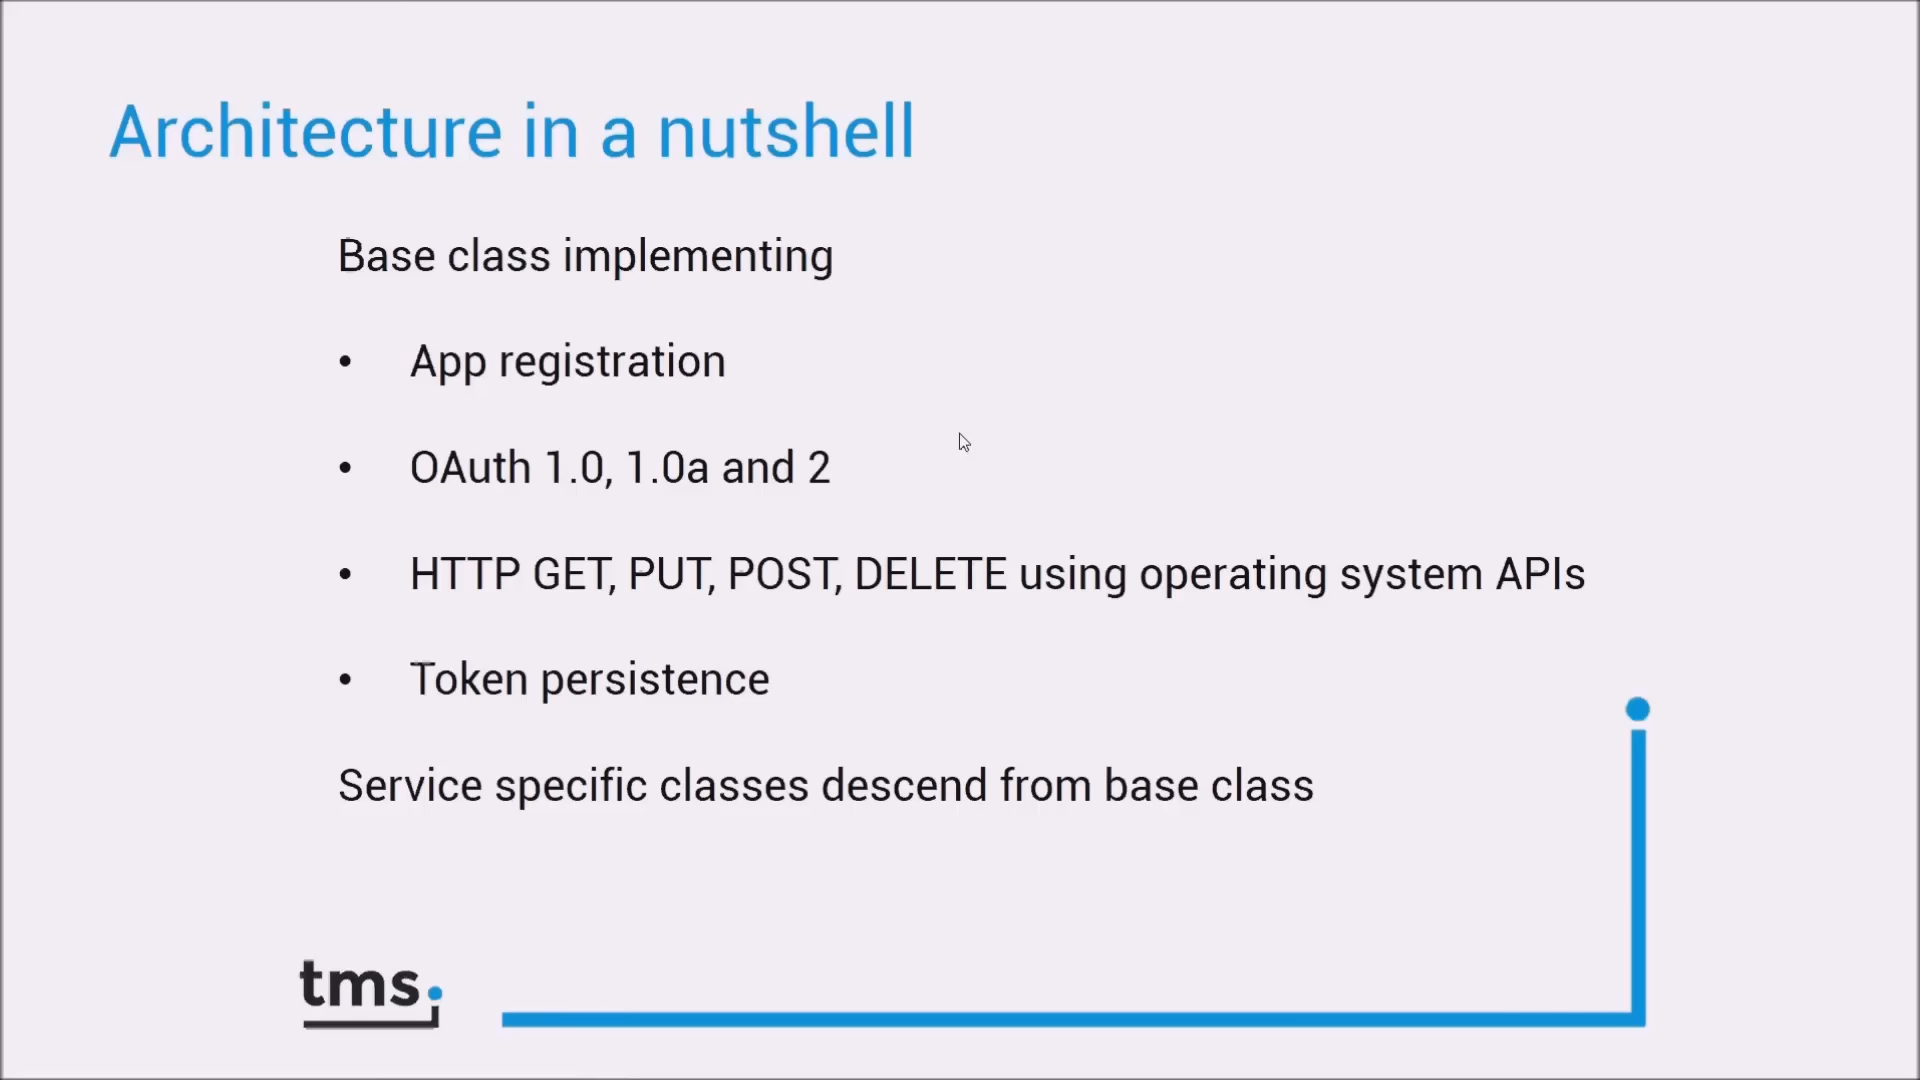 Architecture in a nutshell
Base class implementing
• App registration
• OAuth 1.0, 1.0a and 2
• HTTP GET, PUT, POST, DELETE using operating system APIs
• Token persistence
Service specific classes descend from base class
tms